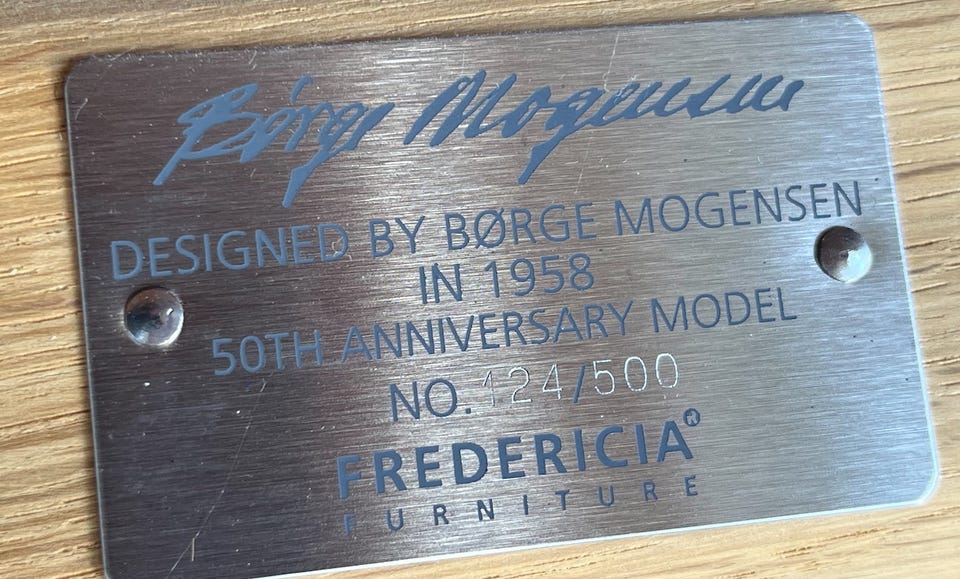 Børge Mogensen
DESIGNED BY BØRGE MOGENSEN
IN 1958
50TH ANNIVERSARY MODEL
NO. 124/500
FREDERICIA®
FURNITURE